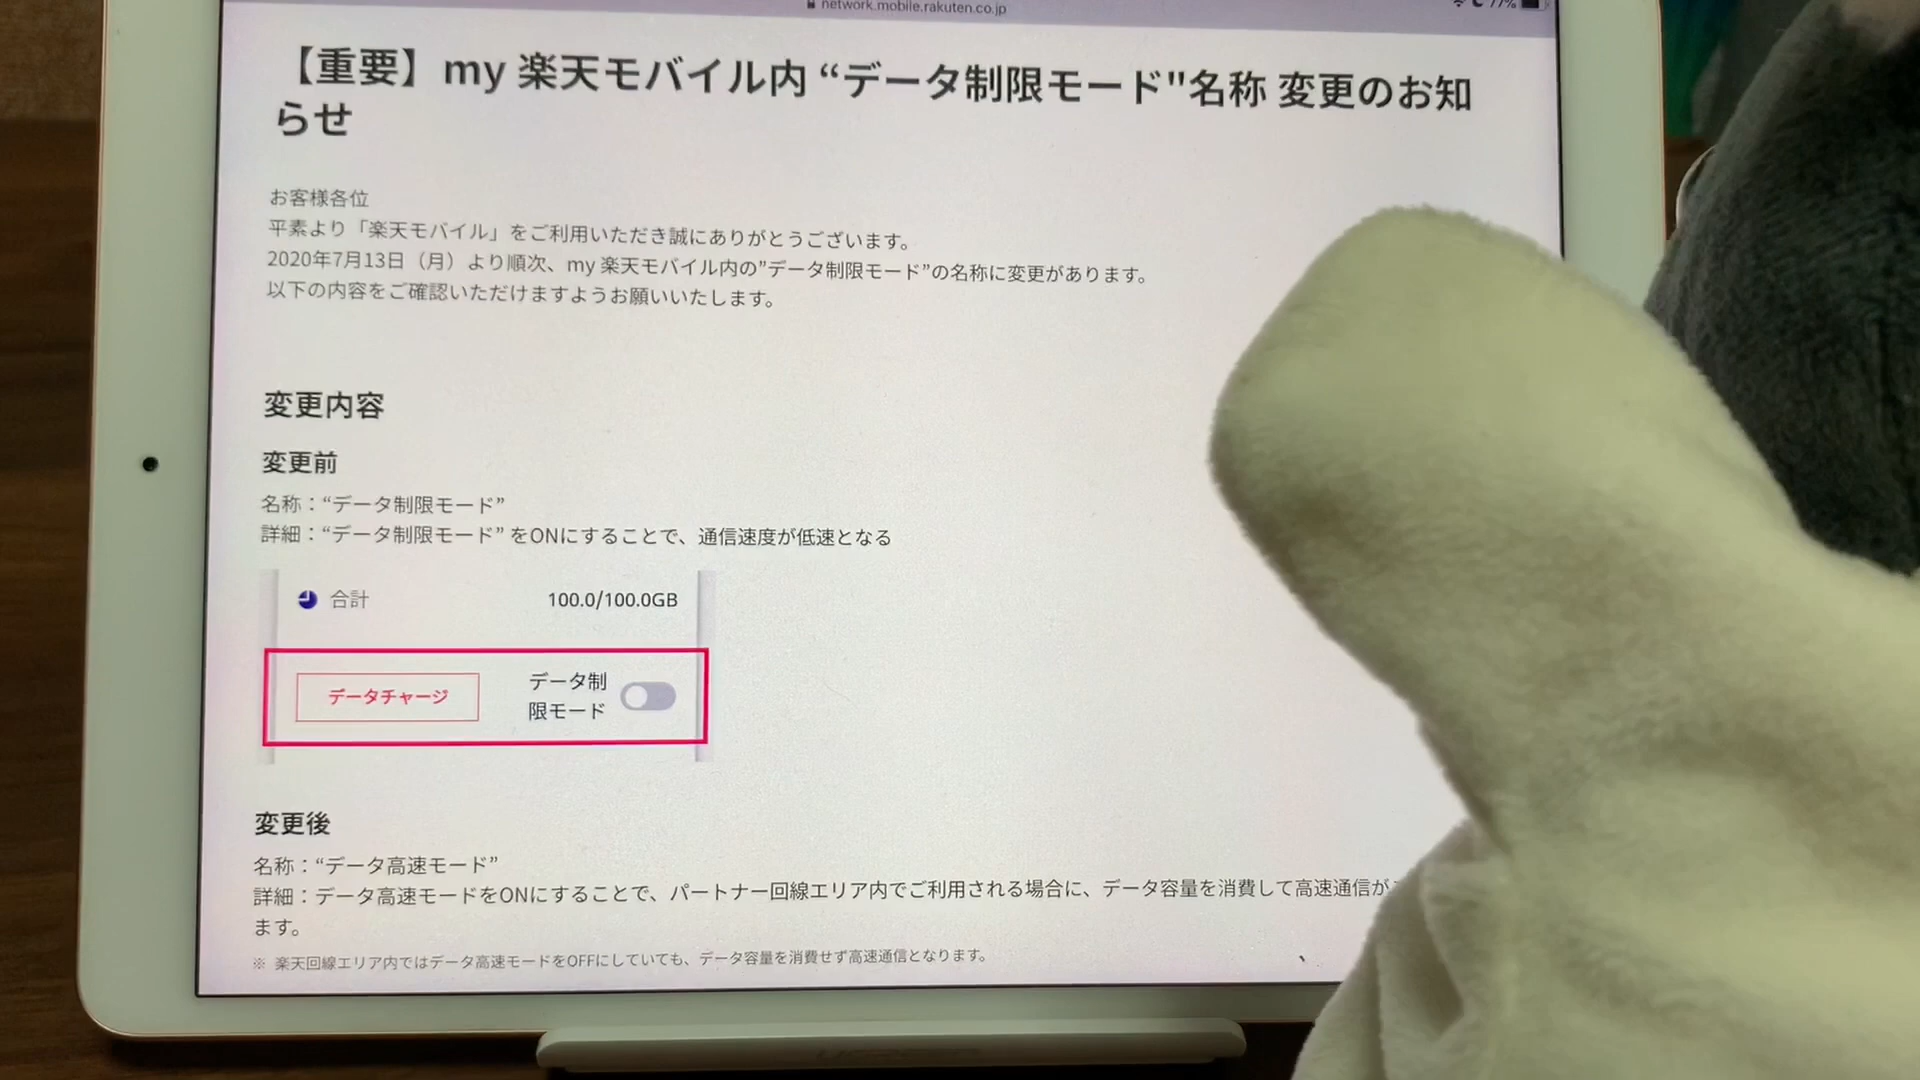 network.mobile.rakuten.co.jp
77%
【重要】my 楽天モバイル内 “データ制限モード"名称 変更のお知
らせ
お客様各位
平素より「楽天モバイル」をご利用いただき誠にありがとうございます。
2020年7月13日（月）より順次、my 楽天モバイル内の”データ制限モード”の名称に変更があります。
以下の内容をご確認いただけますようお願いいたします。
変更内容
変更前
名称：“データ制限モード”
詳細：“データ制限モード” をONにすることで、通信速度が低速となる
合計 100.0/100.0GB
データチャージ
データ制
限モード
変更後
名称：“データ高速モード”
詳細：データ高速モードをONにすることで、パートナー回線エリア内でご利用される場合に、データ容量を消費して高速通信が
ます。
※ 楽天回線エリア内ではデータ高速モードをOFFにしていても、データ容量を消費せず高速通信となります。